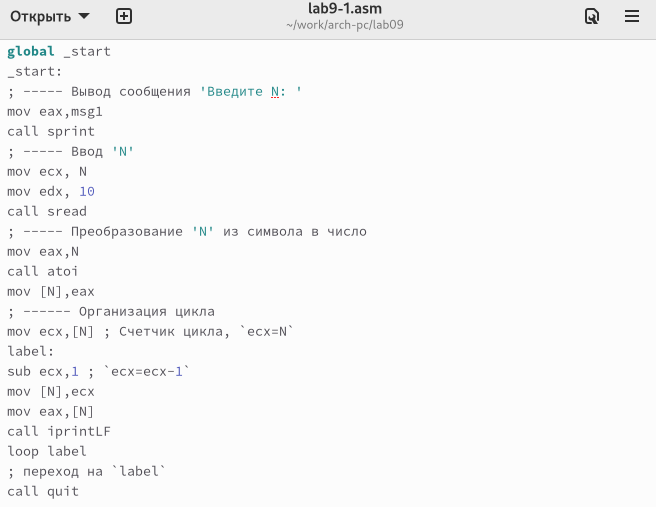 Открыть
lab9-1.asm
~/work/arch-pc/lab09
global _start
_start:
; ----- Вывод сообщения 'Введите N: '
mov eax,msg1
call sprint
; ----- Ввод 'N'
mov ecx, N
mov edx, 10
call sread
; ----- Преобразование 'N' из символа в число
mov eax,N
call atoi
mov [N],eax
; ------ Организация цикла
mov ecx,[N] ; Счетчик цикла, `ecx=N`
label:
sub ecx,1 ; `ecx=ecx-1`
mov [N],ecx
mov eax,[N]
call iprintLF
loop label
; переход на `label`
call quit